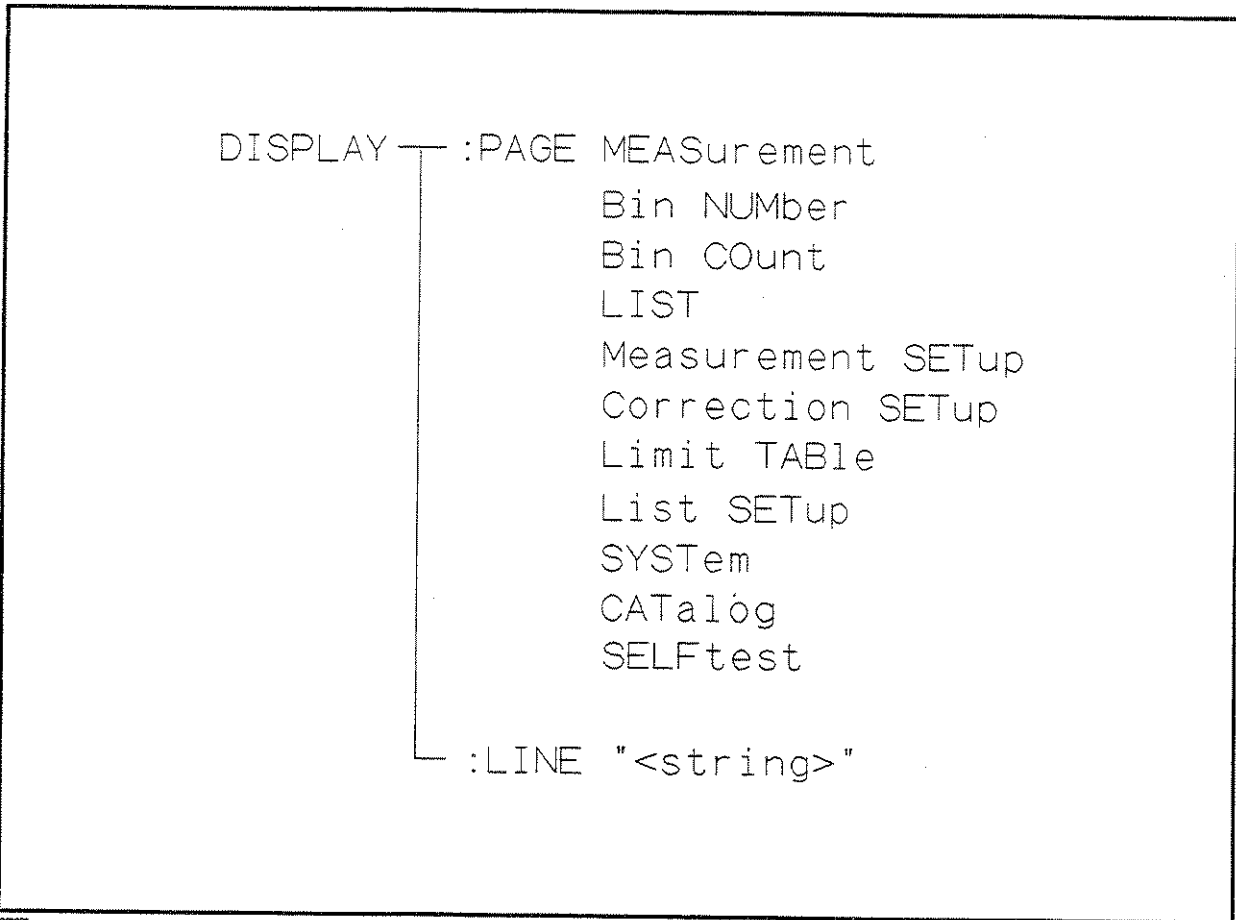 DISPLAY :PAGE MEASurement
Bin NUMber
Bin COunt
LIST
Measurement SETup
Correction SETup
Limit TABle
List SETup
SYSTem
CATalog
SELFtest
:LINE "<string>"